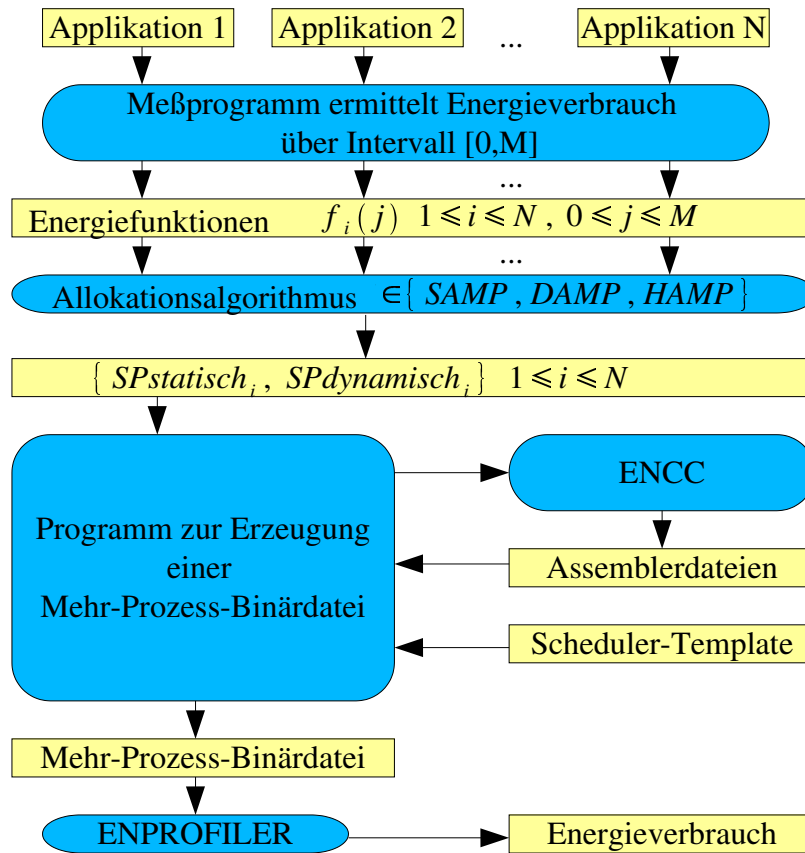 Applikation 1
Applikation 2
...
Applikation N
Meßprogramm ermittelt Energieverbrauch
über Intervall [0,M]
...
Energiefunktionen f_i(j) 1⩽i⩽N, 0⩽j⩽M
...
Allokationsalgorithmus ∈{SAMP, DAMP, HAMP}
{SPstatisch_i, SPdynamisch_i} 1⩽i⩽N
ENCC
Programm zur Erzeugung
einer
Mehr-Prozess-Binärdatei
Assemblerdateien
Scheduler-Template
Mehr-Prozess-Binärdatei
ENPROFILER
Energieverbrauch